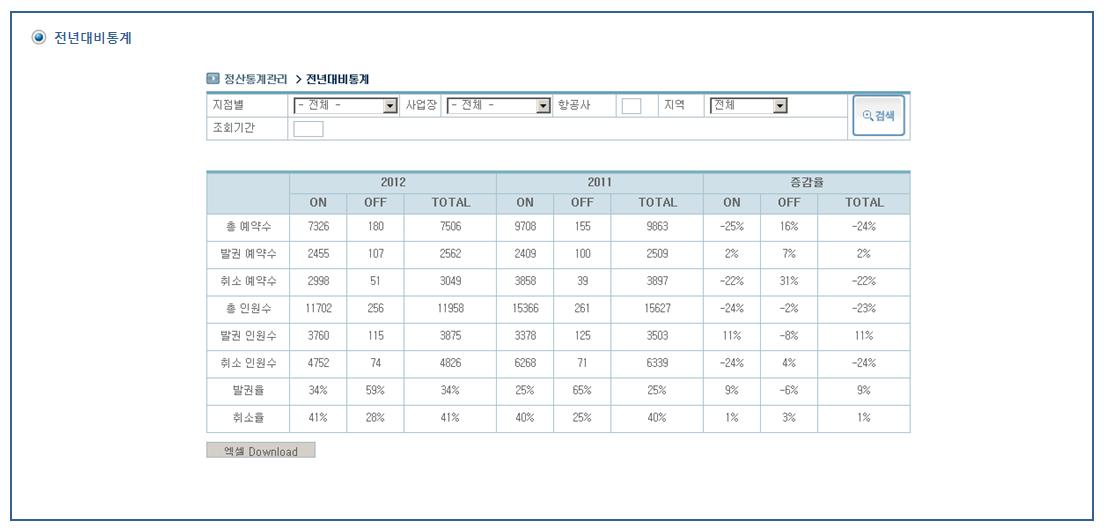 전년대비통계
정산통계관리 > 전년대비통계
지점별 - 전체 - 사업장 - 전체 - 항공사 지역 전체 검색
조회기간
2012 2011 증감율
ON OFF TOTAL ON OFF TOTAL ON OFF TOTAL
총 예약수 7326 180 7506 9708 155 9863 -25% 16% -24%
발권 예약수 2455 107 2562 2409 100 2509 2% 7% 2%
취소 예약수 2998 51 3049 3858 39 3897 -22% 31% -22%
총 인원수 11702 256 11958 15366 261 15627 -24% -2% -23%
발권 인원수 3760 115 3875 3378 125 3503 11% -8% 11%
취소 인원수 4752 74 4826 6268 71 6339 -24% 4% -24%
발권율 34% 59% 34% 25% 65% 25% 9% -6% 9%
취소율 41% 28% 41% 40% 25% 40% 1% 3% 1%
엑셀 Download